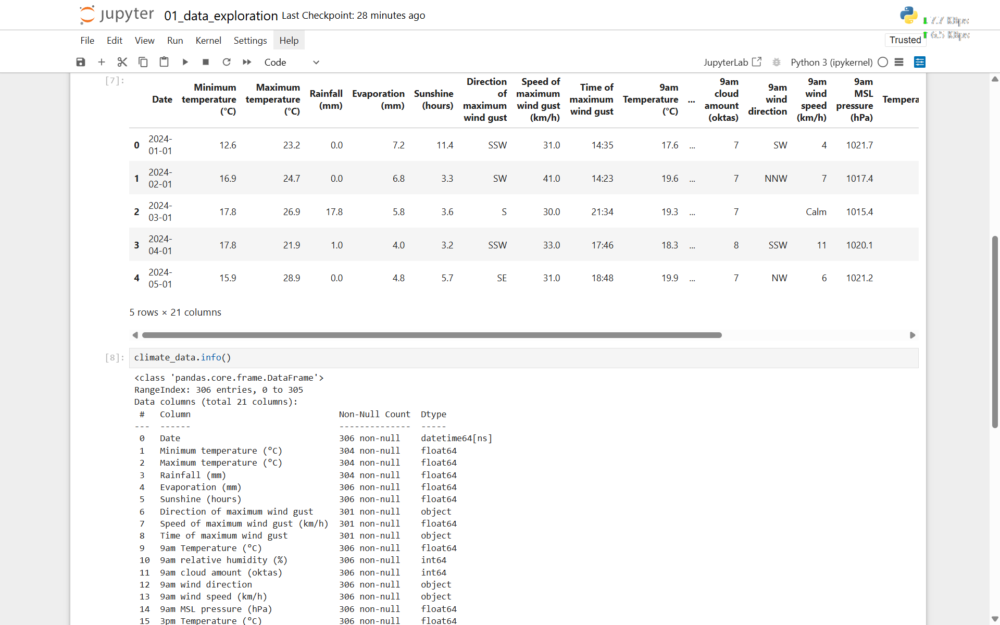 jupyter 01_data_exploration Last Checkpoint: 28 minutes ago
7.7 KBps
6.5 KBps
File Edit View Run Kernel Settings Help Trusted
Code JupyterLab Python 3 (ipykernel)
[7]:
Date Minimum temperature (°C) Maximum temperature (°C) Rainfall (mm) Evaporation (mm) Sunshine (hours) Direction of maximum wind gust Speed of maximum wind gust (km/h) Time of maximum wind gust 9am Temperature (°C) ... 9am cloud amount (oktas) 9am wind direction 9am wind speed (km/h) 9am MSL pressure (hPa) Tempera
0 2024-01-01 12.6 23.2 0.0 7.2 11.4 SSW 31.0 14:35 17.6 ... 7 SW 4 1021.7
1 2024-02-01 16.9 24.7 0.0 6.8 3.3 SW 41.0 14:23 19.6 ... 7 NNW 7 1017.4
2 2024-03-01 17.8 26.9 17.8 5.8 3.6 S 30.0 21:34 19.3 ... 7 Calm 1015.4
3 2024-04-01 17.8 21.9 1.0 4.0 3.2 SSW 33.0 17:46 18.3 ... 8 SSW 11 1020.1
4 2024-05-01 15.9 28.9 0.0 4.8 5.7 SE 31.0 18:48 19.9 ... 7 NW 6 1021.2
5 rows × 21 columns
[8]: climate_data.info()
<class 'pandas.core.frame.DataFrame'>
RangeIndex: 306 entries, 0 to 305
Data columns (total 21 columns):
# Column Non-Null Count Dtype
--- ------ -------------- -----
0 Date 306 non-null datetime64[ns]
1 Minimum temperature (°C) 304 non-null float64
2 Maximum temperature (°C) 304 non-null float64
3 Rainfall (mm) 304 non-null float64
4 Evaporation (mm) 306 non-null float64
5 Sunshine (hours) 306 non-null float64
6 Direction of maximum wind gust 301 non-null object
7 Speed of maximum wind gust (km/h) 301 non-null float64
8 Time of maximum wind gust 301 non-null object
9 9am Temperature (°C) 306 non-null float64
10 9am relative humidity (%) 306 non-null int64
11 9am cloud amount (oktas) 306 non-null int64
12 9am wind direction 306 non-null object
13 9am wind speed (km/h) 306 non-null object
14 9am MSL pressure (hPa) 306 non-null float64
15 3pm Temperature (°C) 306 non-null float64